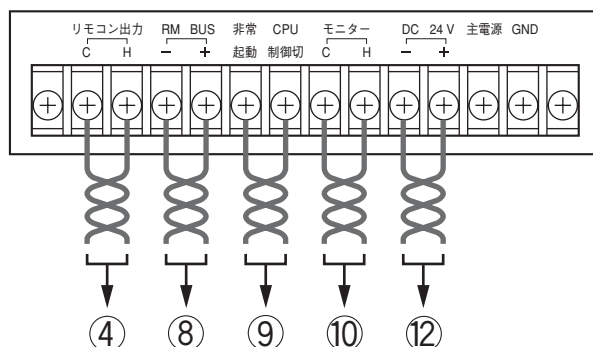 リモコン出力 RM BUS 非常 CPU モニター DC 24 V 主電源 GND
C H − + 起動 制御切 C H − +
④ ⑧ ⑨ ⑩ ⑫